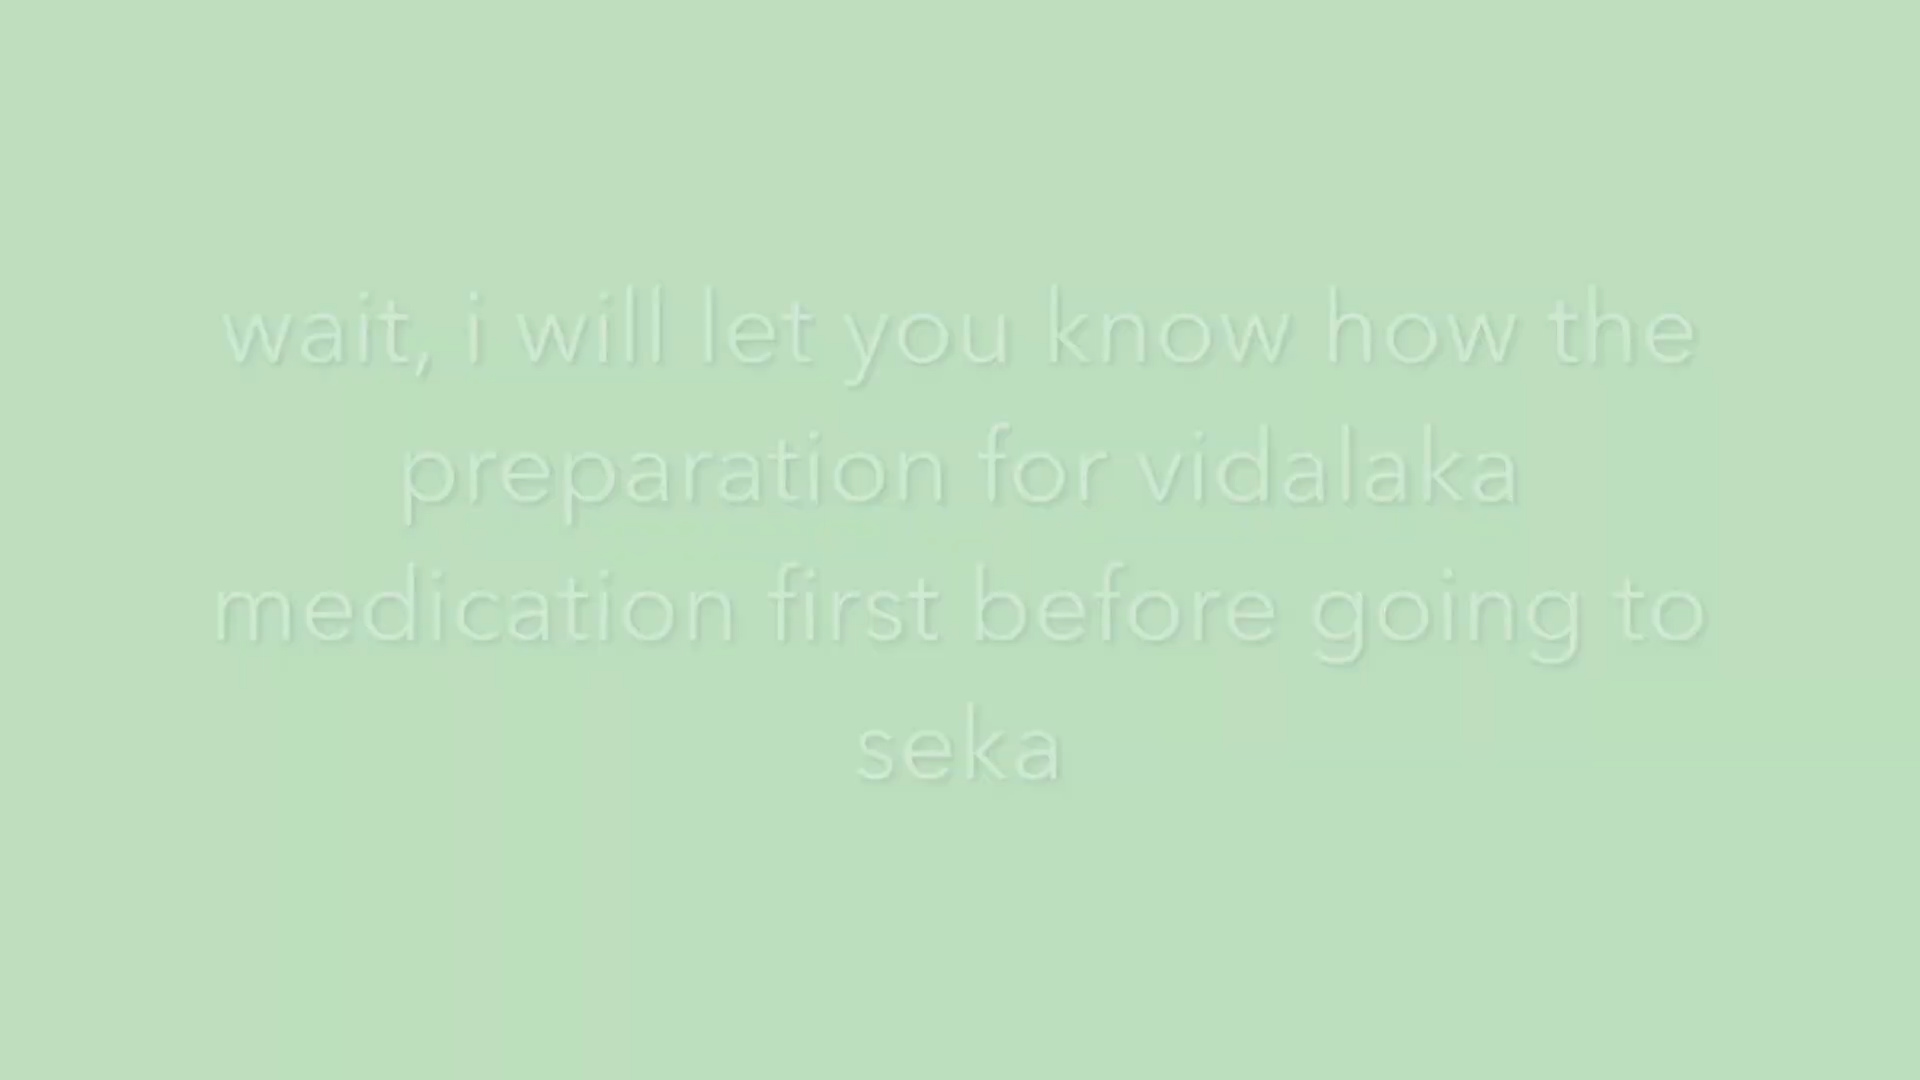 wait, i will let you know how the
preparation for vidalaka
medication first before going to
seka